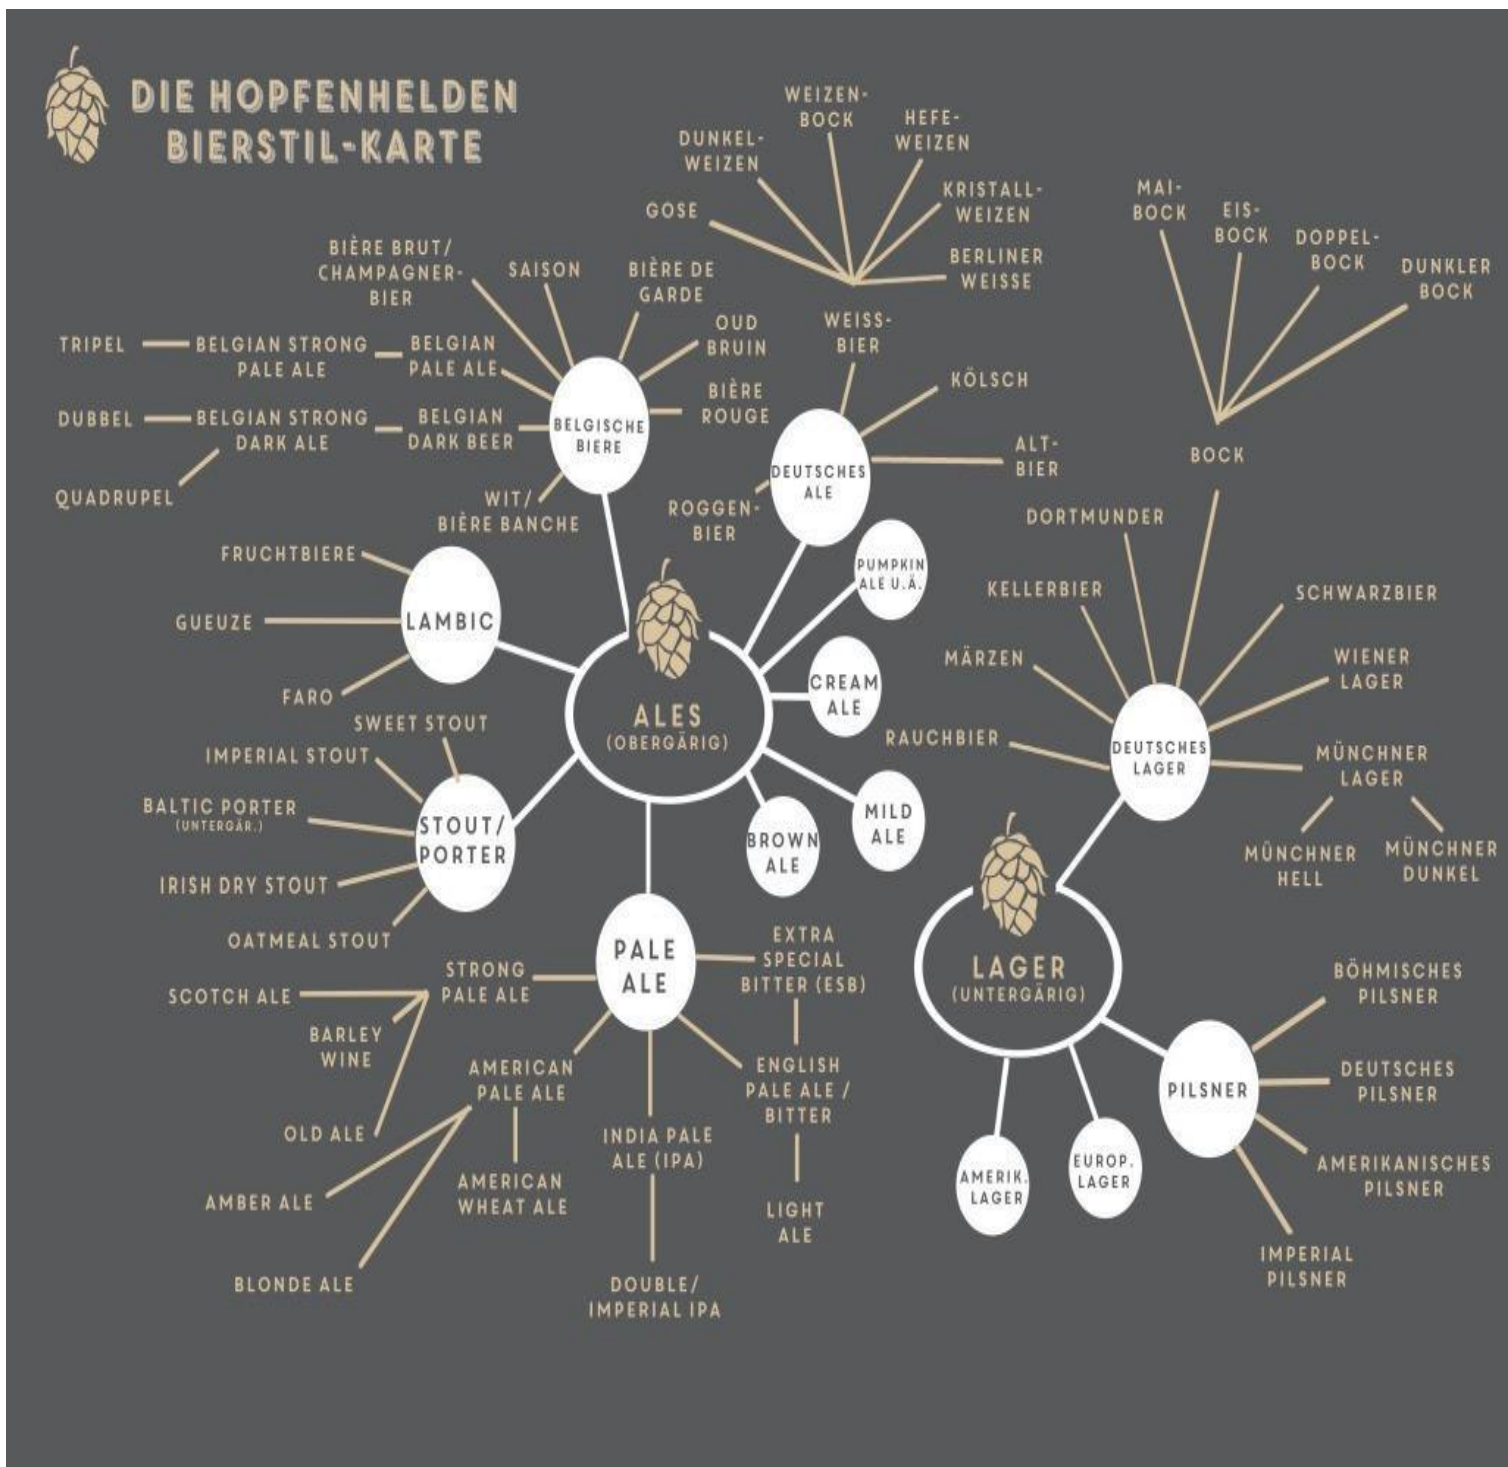 DIE HOPFENHELDEN
BIERSTIL-KARTE
WEIZEN-
BOCK
HEFE-
WEIZEN
DUNKEL-
WEIZEN
KRISTALL-
WEIZEN
GOSE
BERLINER
WEISSE
WEISS-
BIER
KÖLSCH
ALT-
BIER
ROGGEN-
BIER
DEUTSCHES
ALE
MAI-
BOCK
EIS-
BOCK
DOPPEL-
BOCK
DUNKLER
BOCK
BOCK
BIÈRE BRUT/
CHAMPAGNER-
BIER
SAISON
BIÈRE DE
GARDE
OUD
BRUIN
BIÈRE
ROUGE
TRIPEL
BELGIAN STRONG
PALE ALE
BELGIAN
PALE ALE
DUBBEL
BELGIAN STRONG
DARK ALE
BELGIAN
DARK BEER
QUADRUPEL
WIT/
BIÈRE BANCHE
BELGISCHE
BIERE
FRUCHTBIERE
GUEUZE
FARO
LAMBIC
PUMPKIN
ALE U.Ä.
CREAM
ALE
MILD
ALE
BROWN
ALE
ALES
(OBERGÄRIG)
SWEET STOUT
IMPERIAL STOUT
BALTIC PORTER
(UNTERGÄR.)
IRISH DRY STOUT
OATMEAL STOUT
STOUT/
PORTER
PALE
ALE
STRONG
PALE ALE
SCOTCH ALE
BARLEY
WINE
OLD ALE
AMERICAN
PALE ALE
AMBER ALE
BLONDE ALE
AMERICAN
WHEAT ALE
INDIA PALE
ALE (IPA)
DOUBLE/
IMPERIAL IPA
EXTRA
SPECIAL
BITTER (ESB)
ENGLISH
PALE ALE /
BITTER
LIGHT
ALE
DORTMUNDER
KELLERBIER
MÄRZEN
RAUCHBIER
SCHWARZBIER
WIENER
LAGER
DEUTSCHES
LAGER
MÜNCHNER
LAGER
MÜNCHNER
HELL
MÜNCHNER
DUNKEL
LAGER
(UNTERGÄRIG)
AMERIK.
LAGER
EUROP.
LAGER
PILSNER
BÖHMISCHES
PILSNER
DEUTSCHES
PILSNER
AMERIKANISCHES
PILSNER
IMPERIAL
PILSNER